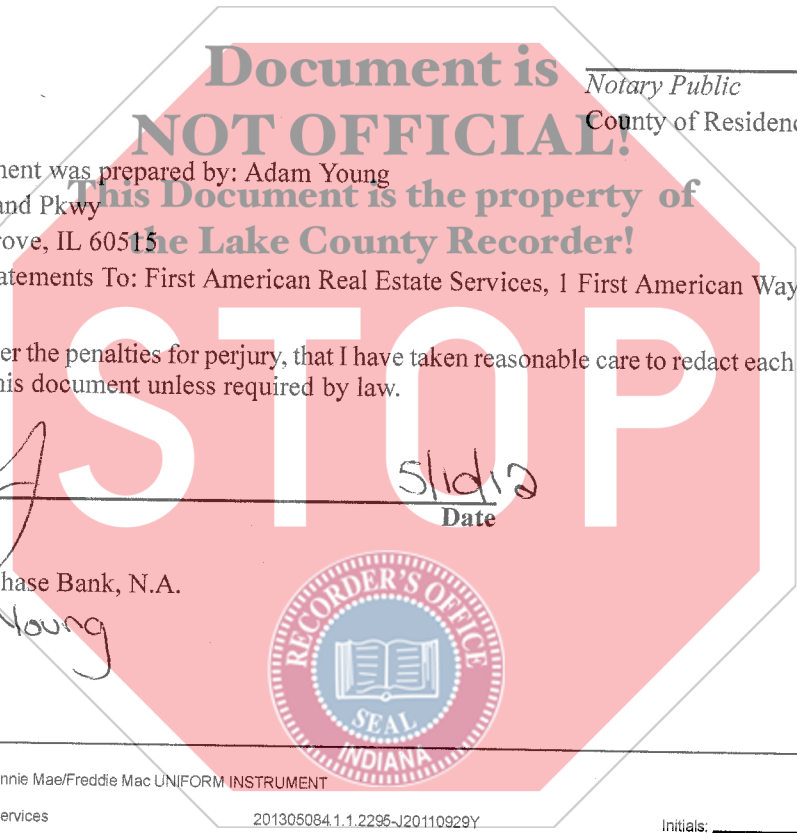 Document is
Notary Public
NOT OFFICIAL!
County of Residenc
nent was prepared by: Adam Young
This Document is the property of
and Pkwy
rove, IL 60515
the Lake County Recorder!
atements To: First American Real Estate Services, 1 First American Way
STOP
er the penalties for perjury, that I have taken reasonable care to redact each
his document unless required by law.
5/10/12
Date
hase Bank, N.A.
Young
RECORDER'S OFFICE
SEAL
INDIANA
nnie Mae/Freddie Mac UNIFORM INSTRUMENT
ervices
201305084.1.1.2295-J20110929Y
Initials: